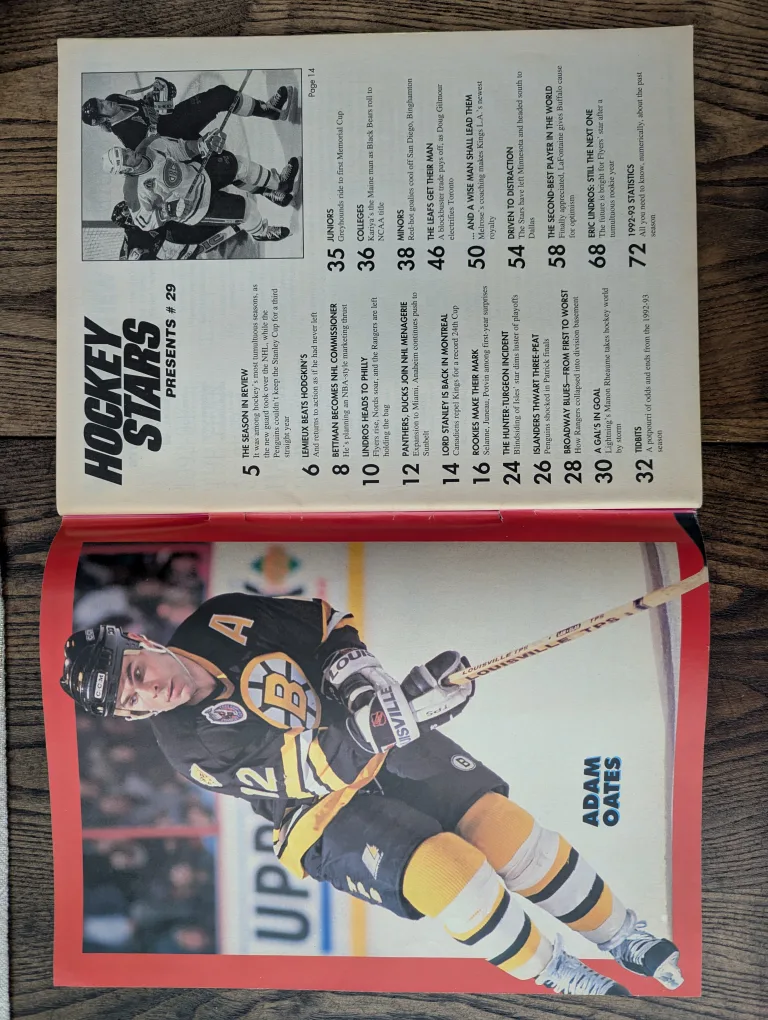 A
B
12
CCM
LOUI
LOUISVILLE TPS
LOUISVILLE TPS
UISVILLE
TPS
B
UPP
ADAM
OATES
HOCKEY
STARS
PRESENTS # 29
Page 14
5 THE SEASON IN REVIEW
It was among hockey's most tumultuous seasons, as
the new guard took over the NHL, while the
Penguins couldn't keep the Stanley Cup for a third
straight year
6 LEMIEUX BEATS HODGKIN'S
And returns to action as if he had never left
8 BETTMAN BECOMES NHL COMMISSIONER
He's planning an NBA-style marketing thrust
10 LINDROS HEADS TO PHILLY
Flyers rise, Nords soar, and the Rangers are left
holding the bag
12 PANTHERS, DUCKS JOIN NHL MENAGERIE
Expansion to Miami, Anaheim continues push to
Sunbelt
14 LORD STANLEY IS BACK IN MONTREAL
Canadiens repel Kings for a record 24th Cup
16 ROOKIES MAKE THEIR MARK
Selanne, Juneau, Potvin among first-year surprises
24 THE HUNTER-TURGEON INCIDENT
Blindsiding of Isles' star dims luster of playoffs
26 ISLANDERS THWART THREE-PEAT
Penguins shocked in Patrick finals
28 BROADWAY BLUES—FROM FIRST TO WORST
How Rangers collapsed into division basement
30 A GAL'S IN GOAL
Lightning's Manon Rheaume takes hockey world
by storm
32 TIDBITS
A potpourri of odds and ends from the 1992-93
season
35 JUNIORS
Greyhounds ride to first Memorial Cup
36 COLLEGES
Kariya's the Maine man as Black Bears roll to
NCAA title
38 MINORS
Red-hot goalies cool off San Diego, Binghamton
46 THE LEAFS GET THEIR MAN
A blockbuster trade pays off, as Doug Gilmour
electrifies Toronto
50 ... AND A WISE MAN SHALL LEAD THEM
Melrose's coaching makes Kings L.A.'s newest
royalty
54 DRIVEN TO DISTRACTION
The Stars have left Minnesota and headed south to
Dallas
58 THE SECOND-BEST PLAYER IN THE WORLD
Finally appreciated, LaFontaine gives Buffalo cause
for optimism
68 ERIC LINDROS: STILL THE NEXT ONE
The future is bright for Flyers' star after a
tumultuous rookie year
72 1992-93 STATISTICS
All you need to know, numerically, about the past
season